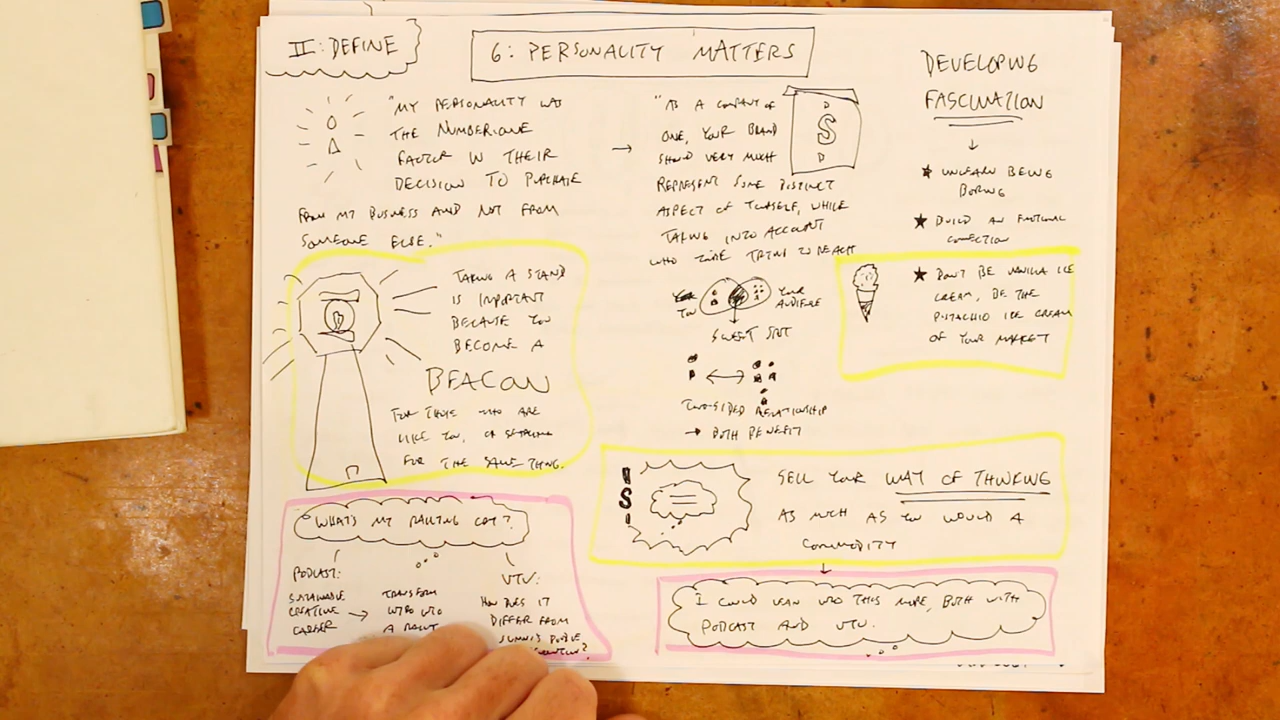 II: DEFINE
6: PERSONALITY MATTERS
"MY PERSONALITY WAS
THE NUMBER ONE
FACTOR IN THEIR
DECISION TO PURCHASE
FROM MY BUSINESS AND NOT FROM
SOMEONE ELSE."
TAKING A STAND
IS IMPORTANT
BECAUSE YOU
BECOME A
BEACON
FOR THOSE WHO ARE
LIKE YOU, OR
FOR THE SAME THING.
"WHAT'S MY RALLYING CRY?
PODCAST:
SUSTAINABLE
CREATIVE
CAREER
TRANSFORM
INTRO INTO
A
VTV:
HOW DOES IT
DIFFER FROM
SUNNI'S DOODLE
"AS A COMPANY OF
ONE, YOUR BRAND
SHOULD VERY MUCH
REPRESENT SOME DISTINCT
ASPECT OF YOURSELF, WHILE
TAKING INTO ACCOUNT
WHO YOU'RE TRYING TO REACH
S
YOU
YOUR
AUDIENCE
SWEET SPOT
TWO-SIDED RELATIONSHIP
→ BOTH BENEFIT
S
SELL YOUR WAY OF THINKING
AS MUCH AS YOU WOULD A
COMMODITY
I COULD LEAN INTO THIS MORE, BOTH WITH
PODCAST AND VTV.
DEVELOPING
FASCINATION
★ UNLEARN BEING
BORING
★ BUILD AN EMOTIONAL
CONNECTION
★ DON'T BE VANILLA ICE
CREAM, BE THE
PISTACHIO ICE CREAM
OF YOUR MARKET